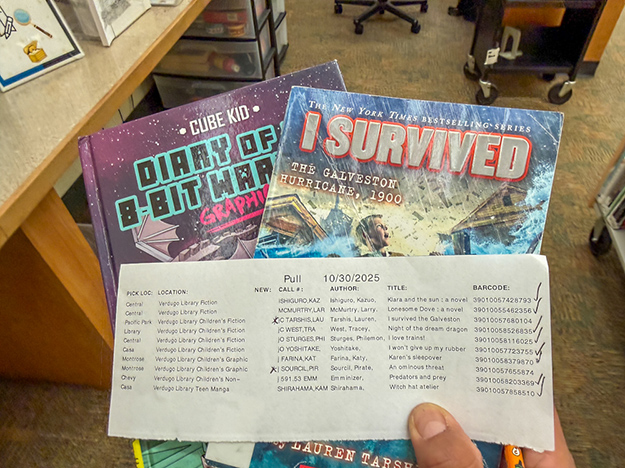 CUBE KID
DIARY OF
8-BIT WAR
GRAPHIC
THE NEW YORK TIMES BESTSELLING SERIES
I SURVIVED
THE GALVESTON
HURRICANE, 1900
Pull 10/30/2025
PICK LOC: LOCATION: NEW: CALL #: AUTHOR: TITLE: BARCODE:
Central Verdugo Library Fiction ISHIGURO,KAZ Ishiguro, Kazuo, Klara and the sun : a novel 39010057428793
Central Verdugo Library Fiction MCMURTRY,LAR McMurtry, Larry. Lonesome Dove : a novel 39010055462356
Pacific Park Verdugo Library Children's Fiction JC TARSHIS,LAU Tarshis, Lauren, I survived the Galveston 39010057680104
Library Verdugo Library Children's Fiction JC WEST,TRA West, Tracey, Night of the dream dragon 39010058526835
Central Verdugo Library Children's Fiction JO STURGES,PHI Sturges, Philamon, I love trains! 39010058116025
Casa Verdugo Library Children's Fiction JO YOSHITAKE, Yoshitake, I won't give up my rubber 39010057723755
Montrose Verdugo Library Children's Graphic J FARINA,KAT Farina, Katy, Karen's sleepover 39010058379870
Montrose Verdugo Library Children's Graphic J SOURCIL,PIR Sourcil, Pirate, An ominous threat 39010057655874
Chevy Verdugo Library Children's Non- J 591.53 EMM Emminizer, Predators and prey 39010058203369
Casa Verdugo Library Teen Manga SHIRAHAMA,KAM Shirahama, Witch hat atelier 39010057858510
by LAUREN TARSH